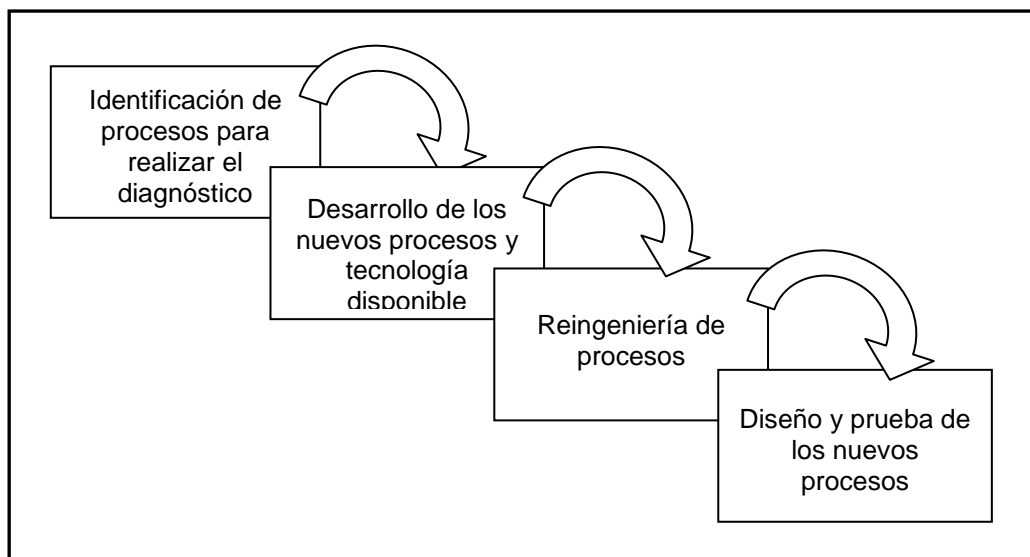 Identificación de
procesos para
realizar el
diagnóstico
Desarrollo de los
nuevos procesos y
tecnología
disponible
Reingeniería de
procesos
Diseño y prueba de
los nuevos
procesos